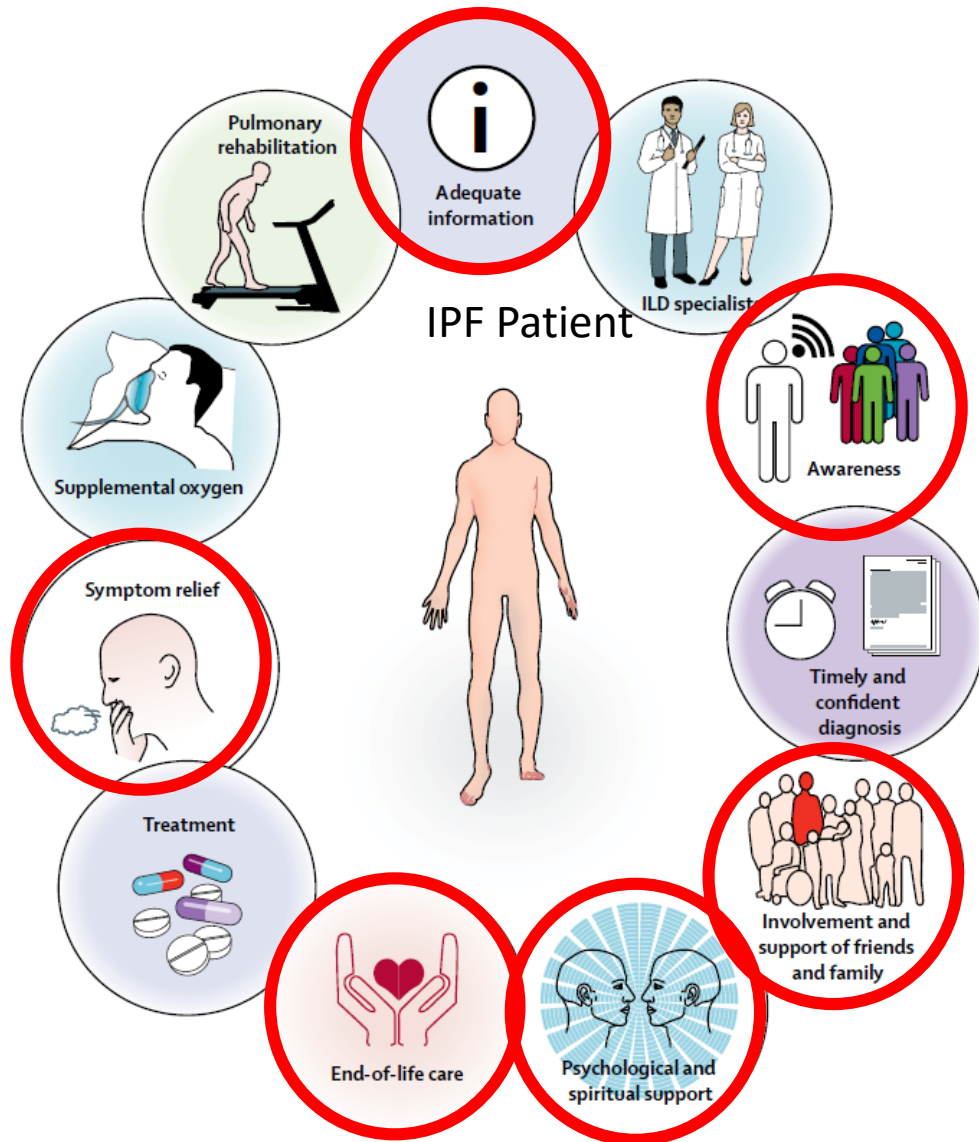 i
Adequate
information
Pulmonary
rehabilitation
ILD specialists
IPF Patient
Awareness
Supplemental oxygen
Symptom relief
Timely and
confident
diagnosis
Treatment
Involvement and
support of friends
and family
End-of-life care
Psychological and
spiritual support